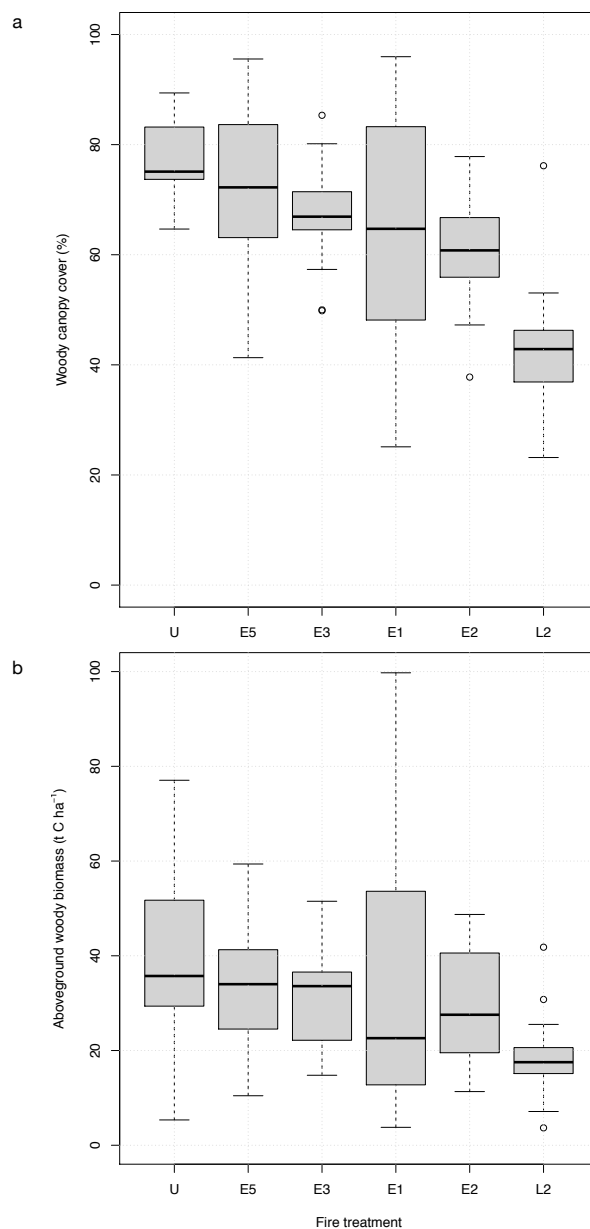 a
100
80
60
40
20
0
Woody canopy cover (%)
U E5 E3 E1 E2 L2
b
100
80
60
40
20
0
Aboveground woody biomass (t C ha⁻¹)
U E5 E3 E1 E2 L2
Fire treatment